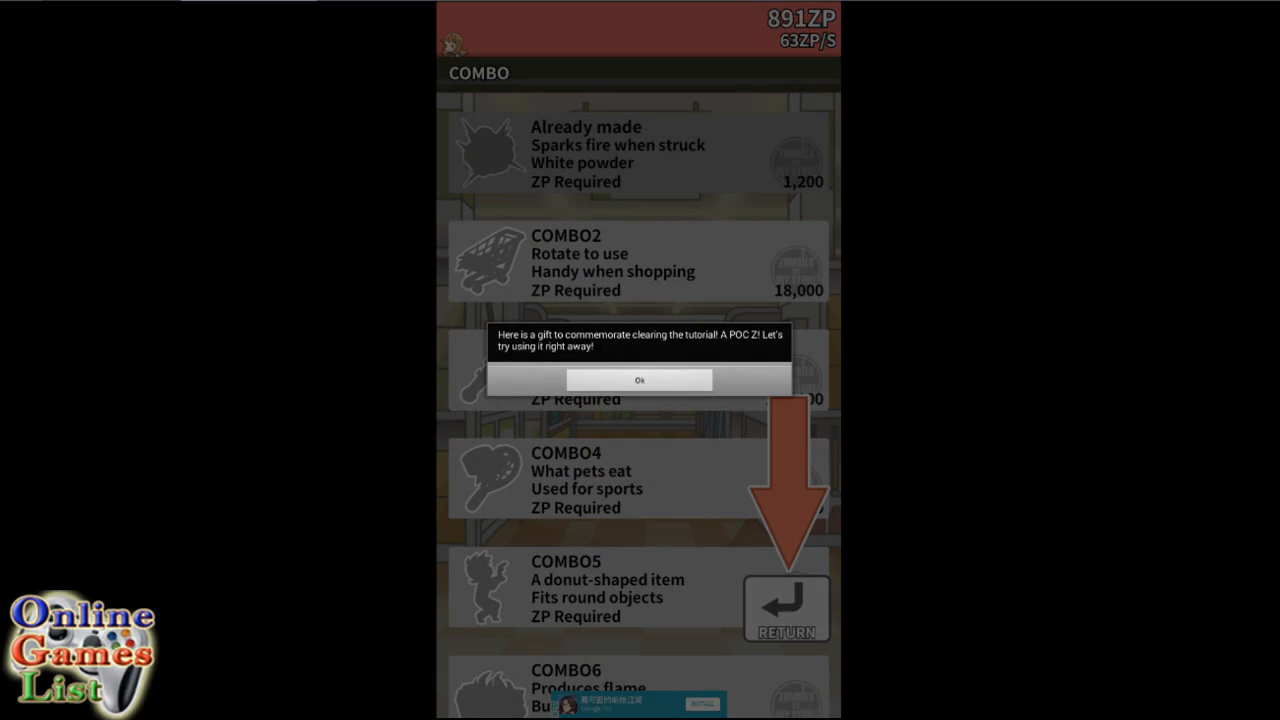 891ZP
63ZP/S
COMBO
Already made
Sparks fire when struck
White powder
ZP Required
1,200
COMBO2
Rotate to use
Handy when shopping
ZP Required
18,000
Here is a gift to commemorate clearing the tutorial! A POC Z! Let's
try using it right away!
Ok
ZP Required
COMBO4
What pets eat
Used for sports
ZP Required
COMBO5
A donut-shaped item
Fits round objects
ZP Required
RETURN
COMBO6
Produces flame
INSTALL
Online
Games
List